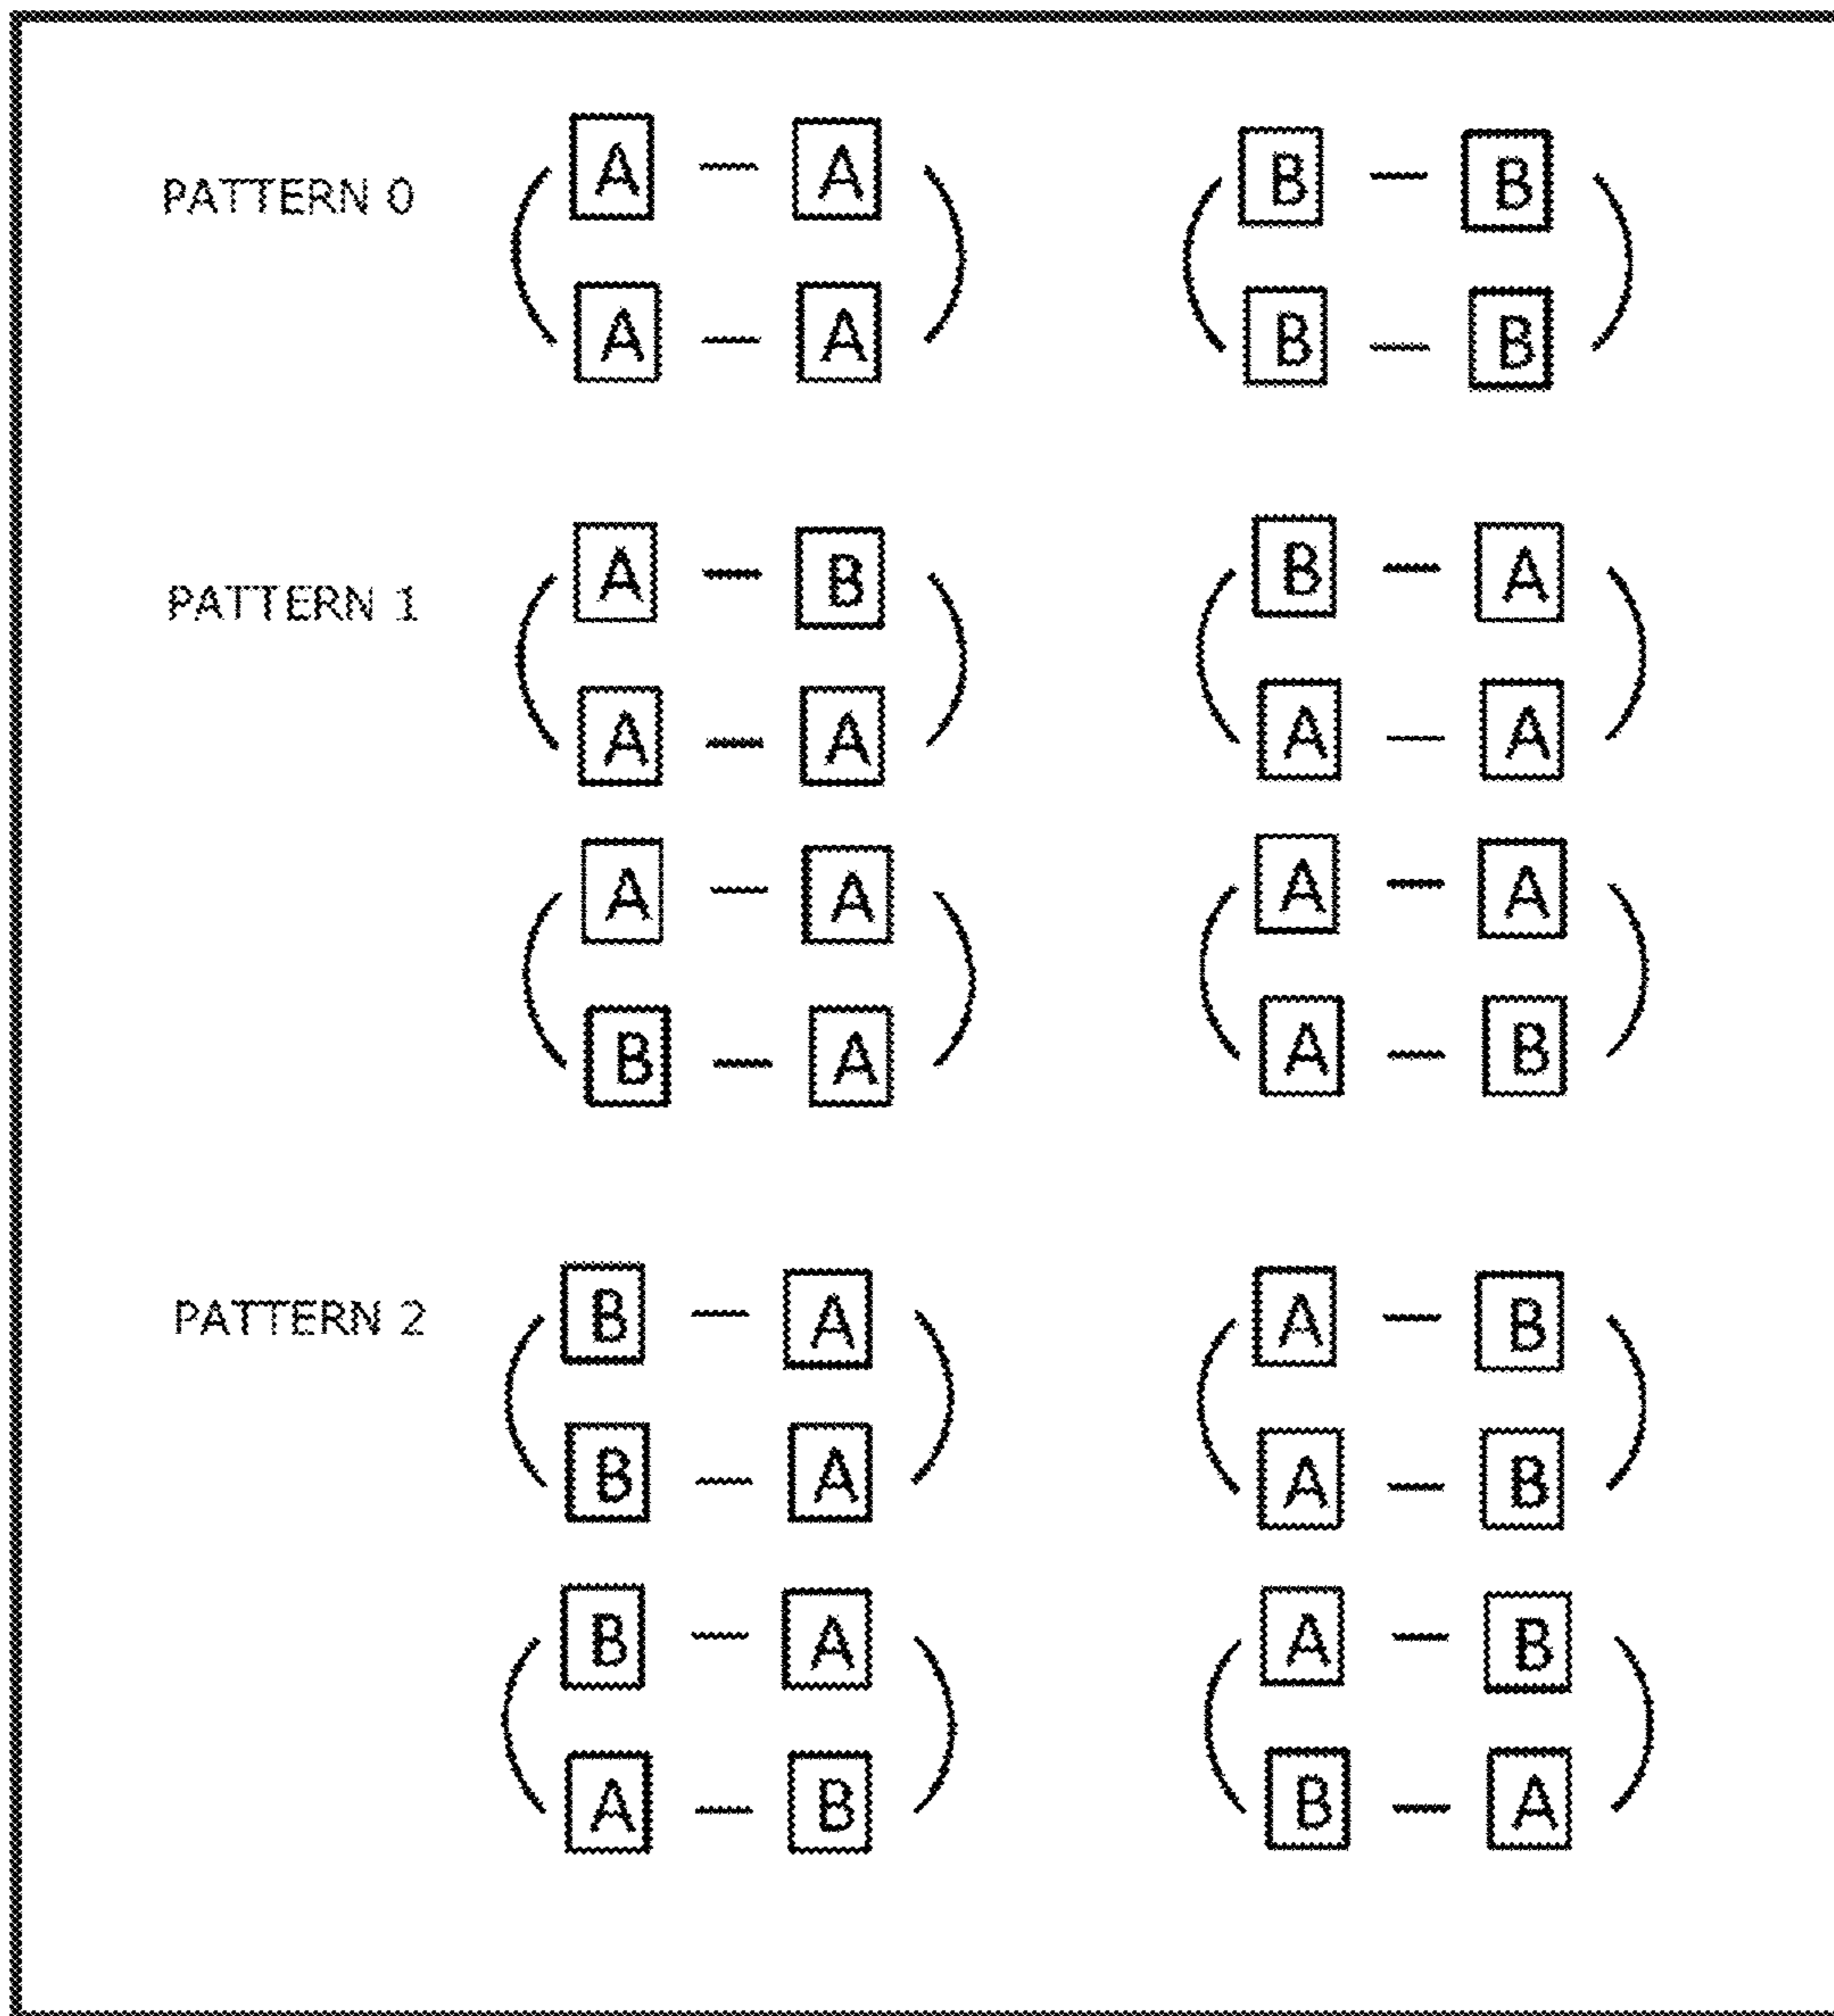 A — A B — B
PATTERN 0
A — A B — B
A — B B — A
PATTERN 1
A — A A — A
A — A A — A
B — A A — B
B — A A — B
PATTERN 2
B — A A — B
B — A A — B
A — B B — A